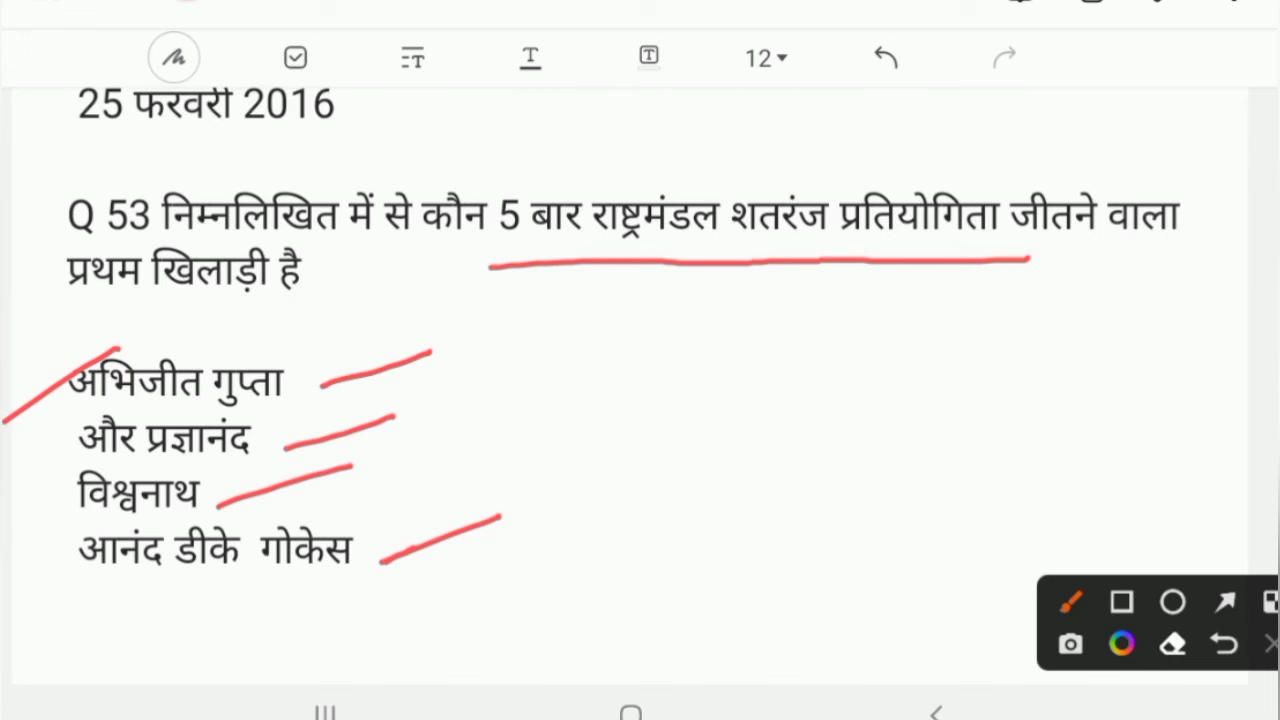 12
25 फरवरी 2016
Q 53 निम्नलिखित में से कौन 5 बार राष्ट्रमंडल शतरंज प्रतियोगिता जीतने वाला
प्रथम खिलाड़ी है
अभिजीत गुप्ता
और प्रज्ञानंद
विश्वनाथ
आनंद डीके गोकेस